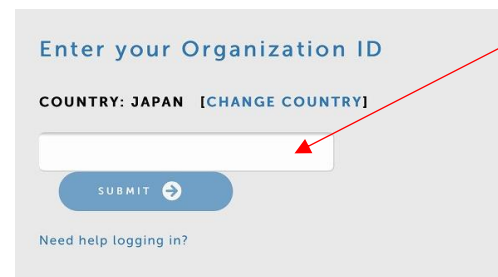 Enter your Organization ID
COUNTRY: JAPAN [CHANGE COUNTRY]
SUBMIT
Need help logging in?